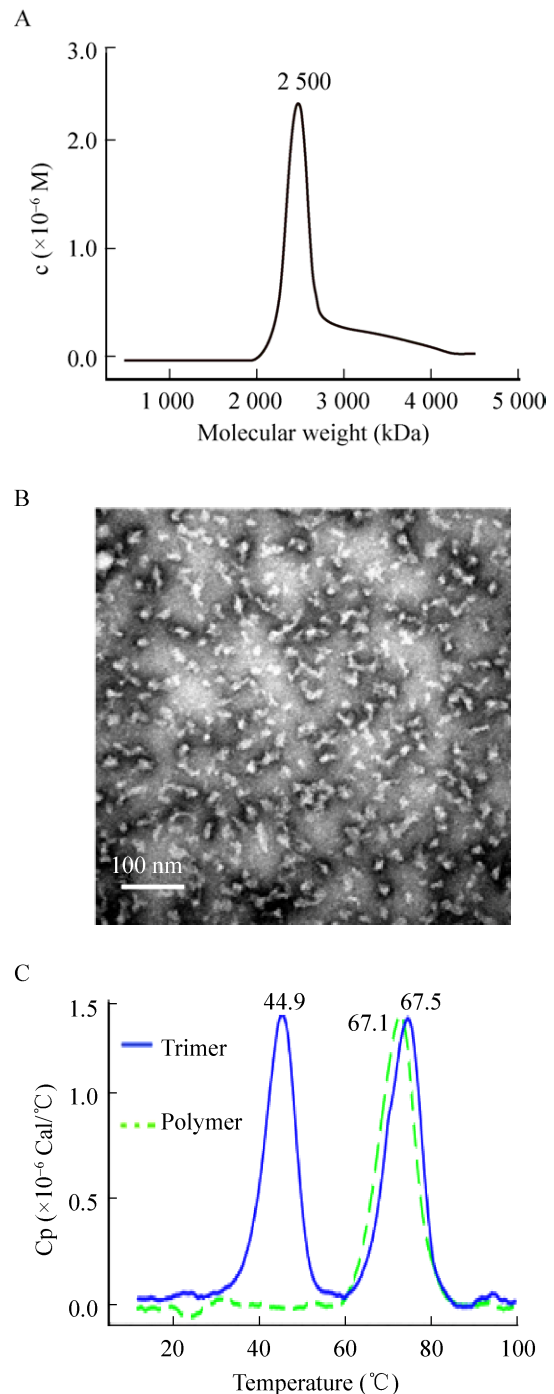 A
3.0
2.0
1.0
0.0
c (×10⁻⁶ M)
2 500
1 000 2 000 3 000 4 000 5 000
Molecular weight (kDa)
B
100 nm
C
1.5
1.0
0.5
0.0
Cp (×10⁻⁶ Cal/℃)
44.9
67.1
67.5
Trimer
Polymer
20 40 60 80 100
Temperature (℃)